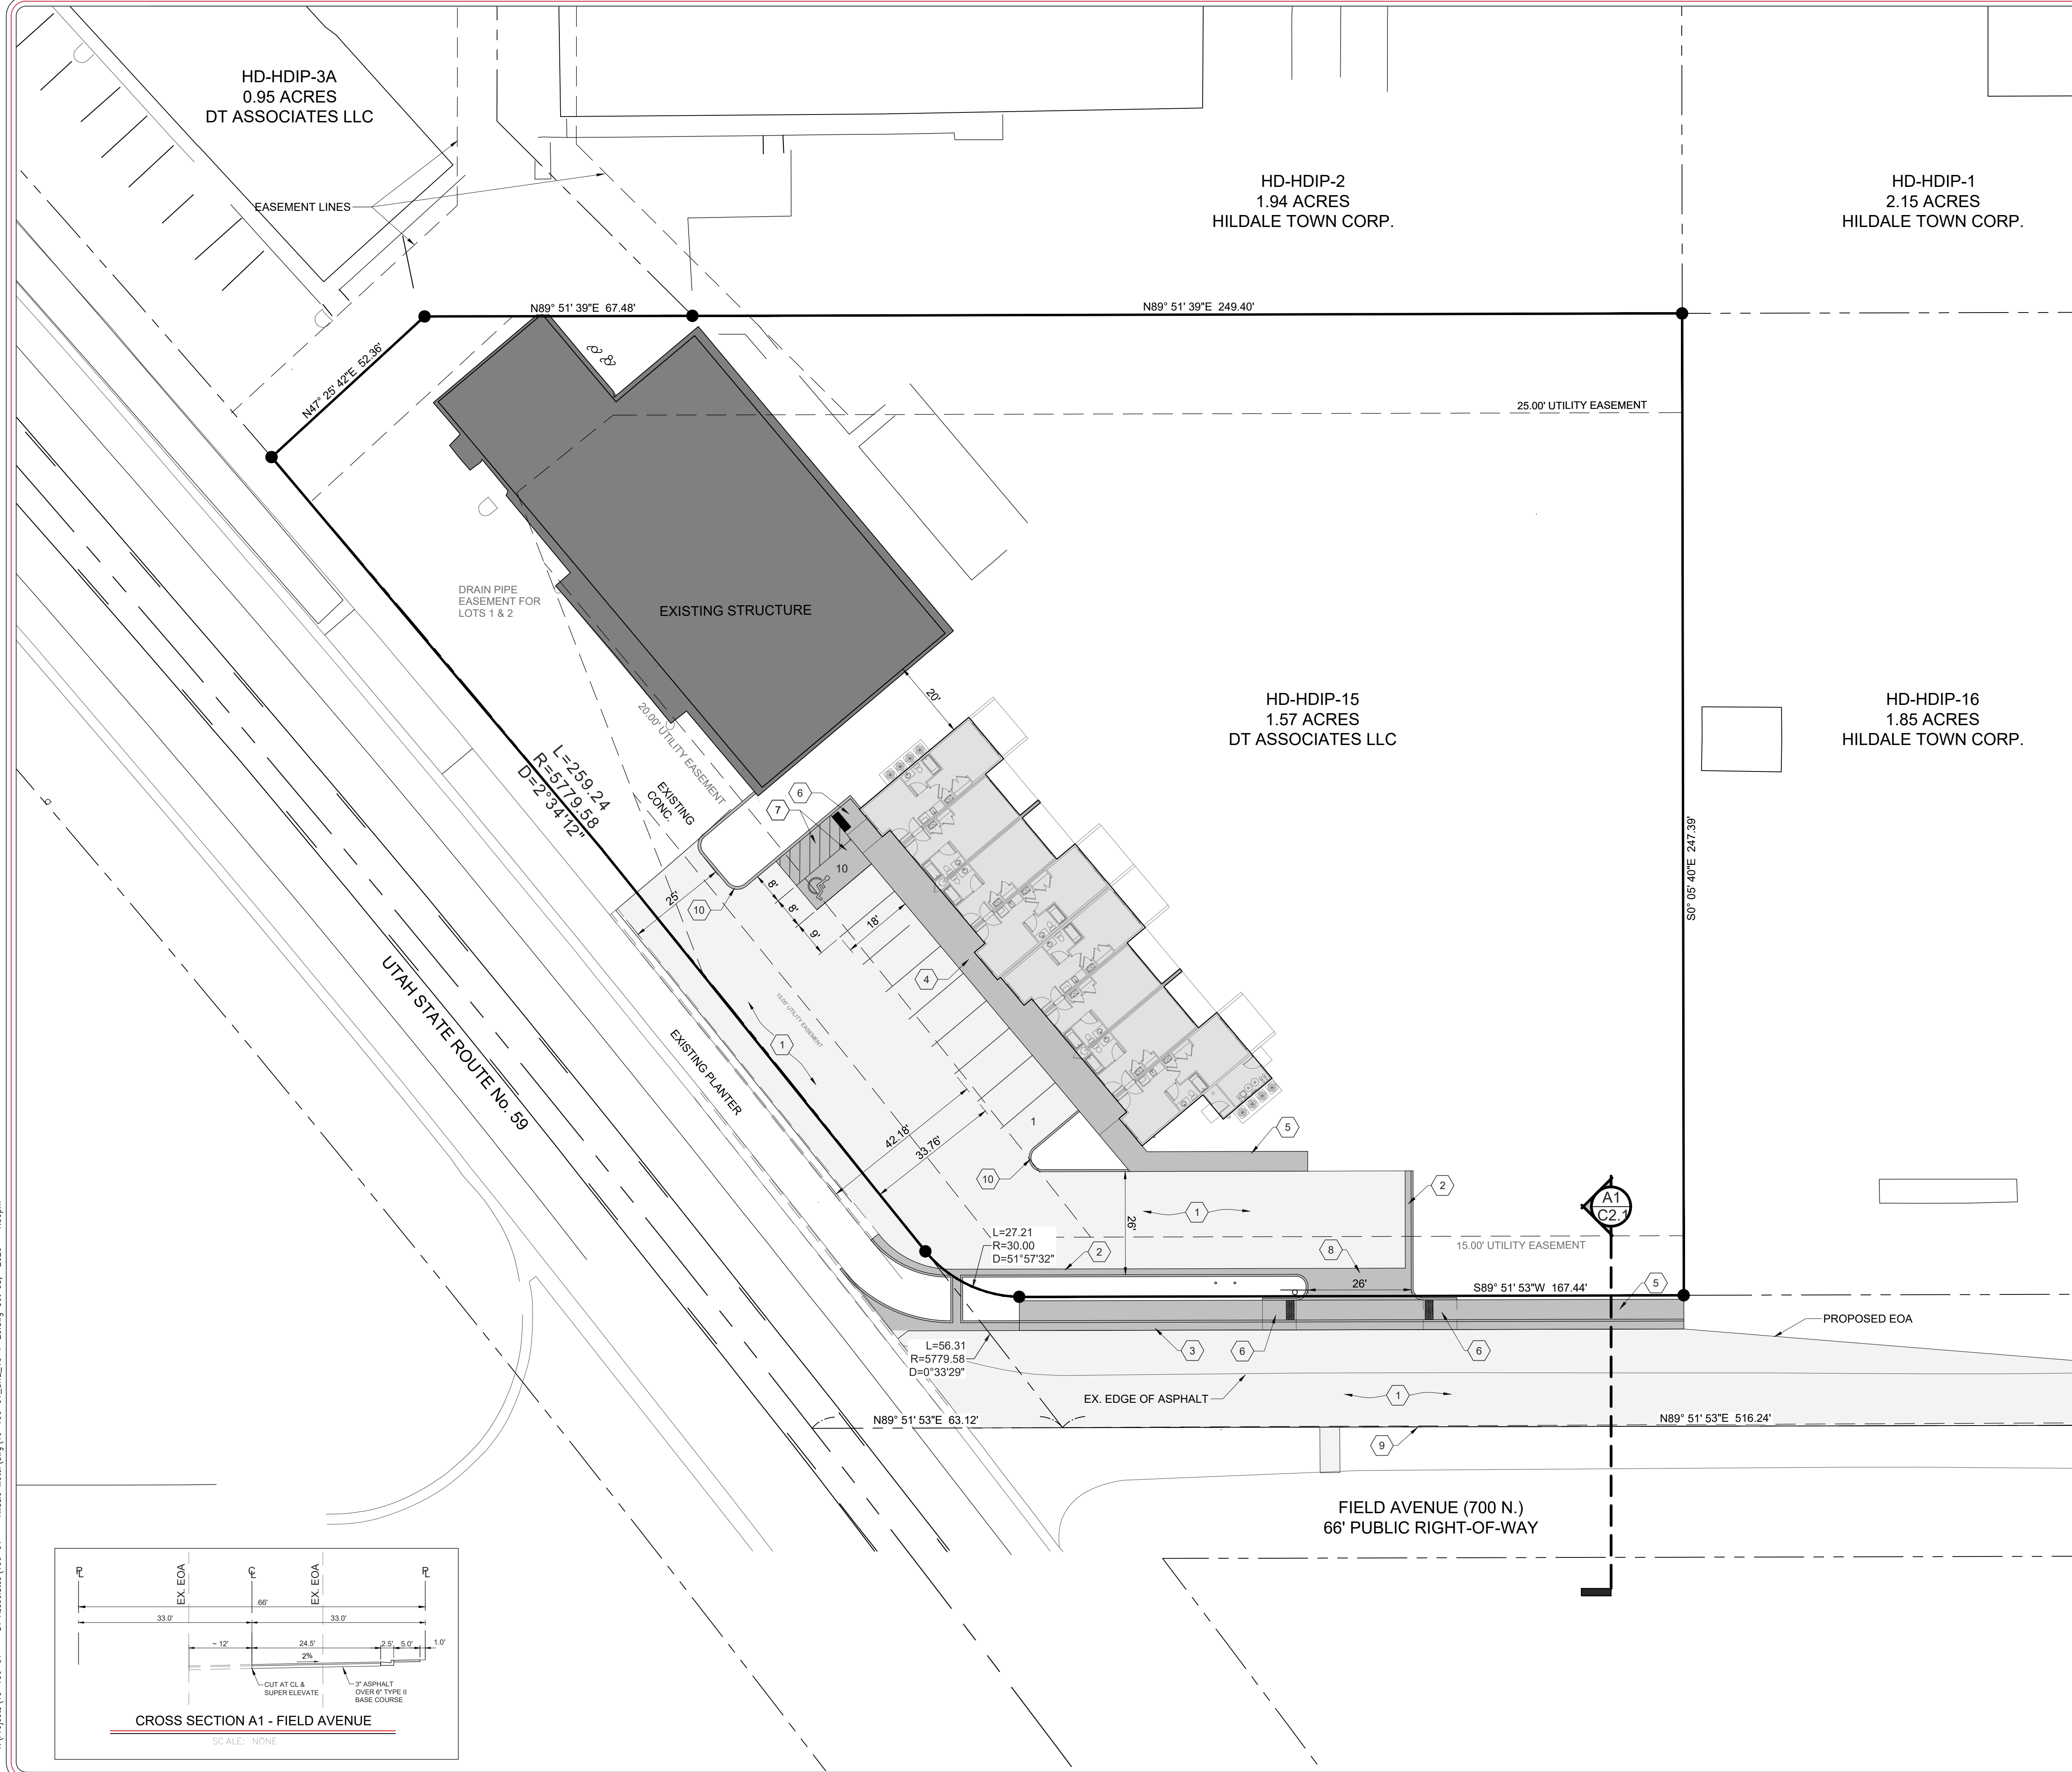 HD-HDIP-3A
0.95 ACRES
DT ASSOCIATES LLC
EASEMENT LINES
HD-HDIP-2
1.94 ACRES
HILDALE TOWN CORP.
HD-HDIP-1
2.15 ACRES
HILDALE TOWN CORP.
N89° 51' 39"E 67.48'
N89° 51' 39"E 249.40'
N47° 25' 42"E 52.36'
25.00' UTILITY EASEMENT
DRAIN PIPE
EASEMENT FOR
LOTS 1 & 2
EXISTING STRUCTURE
20'
HD-HDIP-15
1.57 ACRES
DT ASSOCIATES LLC
HD-HDIP-16
1.85 ACRES
HILDALE TOWN CORP.
20.00' UTILITY EASEMENT
L=259.24
R=5779.58
D=2°34'12"
EXISTING
CONC.
6
7
10
S0° 05' 40"E 247.39'
25'
10
8'
8'
9'
18'
4
15.00' UTILITY EASEMENT
1
UTAH STATE ROUTE No. 59
EXISTING PLANTER
42.18'
33.76'
1
5
10
2
1
26'
A1
C2.1
L=27.21
R=30.00
D=51°57'32"
2
8
15.00' UTILITY EASEMENT
26'
S89° 51' 53"W 167.44'
5
PROPOSED EOA
L=56.31
R=5779.58
D=0°33'29"
3
6
6
EX. EDGE OF ASPHALT
1
N89° 51' 53"E 63.12'
N89° 51' 53"E 516.24'
9
FIELD AVENUE (700 N.)
66' PUBLIC RIGHT-OF-WAY
PL
EX. EOA
CL
EX. EOA
PL
66'
33.0'
33.0'
~ 12'
24.5'
2.5'
5.0'
1.0'
2%
CUT AT CL &
SUPER ELEVATE
3" ASPHALT
OVER 6" TYPE II
BASE COURSE
CROSS SECTION A1 - FIELD AVENUE
SCALE: NONE